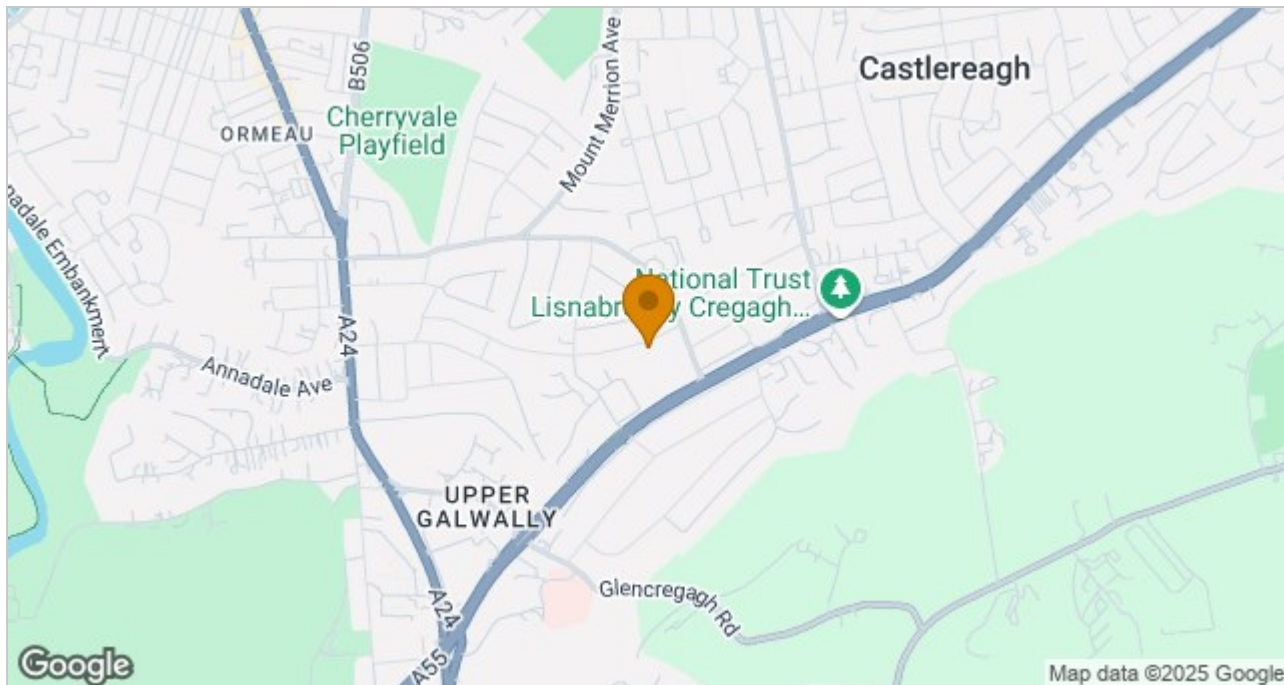 Castlereagh
B506
Mount Merrion Ave
Cherryvale
Playfield
ORMEAU
Embankment
National Trust
Cregagh...
A24
Annadale Ave
UPPER
GALWALLY
Glencregagh Rd
A24
A55
Google
Map data ©2025 Google